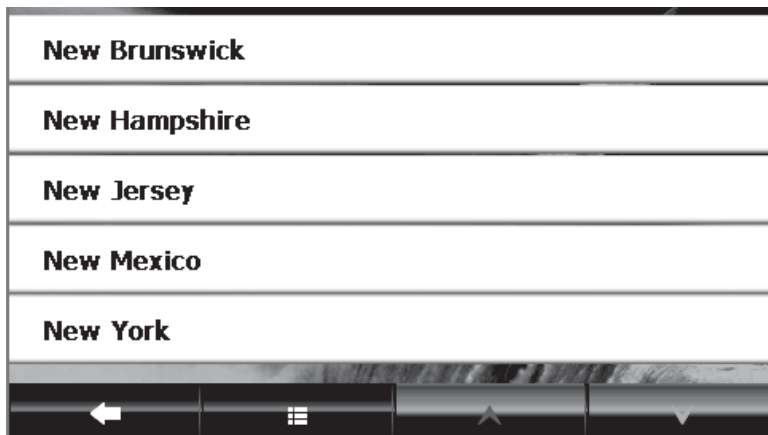 New Brunswick
New Hampshire
New Jersey
New Mexico
New York